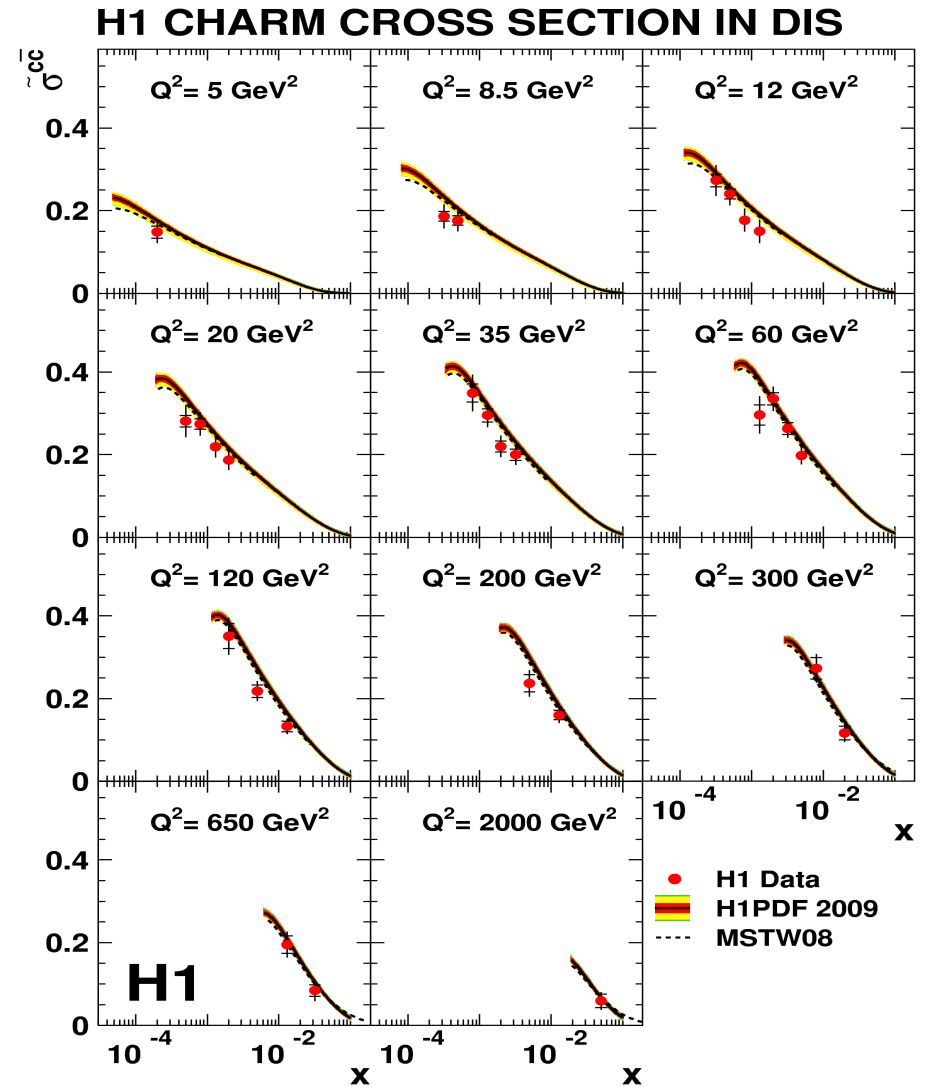 H1 CHARM CROSS SECTION IN DIS
σ̃ᶜᶜ̄
Q²= 5 GeV²
Q²= 8.5 GeV²
Q²= 12 GeV²
0.4
0.2
0
Q²= 20 GeV²
Q²= 35 GeV²
Q²= 60 GeV²
0.4
0.2
0
Q²= 120 GeV²
Q²= 200 GeV²
Q²= 300 GeV²
0.4
0.2
0
10⁻⁴ 10⁻²
x
Q²= 650 GeV²
Q²= 2000 GeV²
0.4
0.2
0
H1 Data
H1PDF 2009
MSTW08
H1
10⁻⁴ 10⁻² 10⁻⁴ 10⁻²
x x